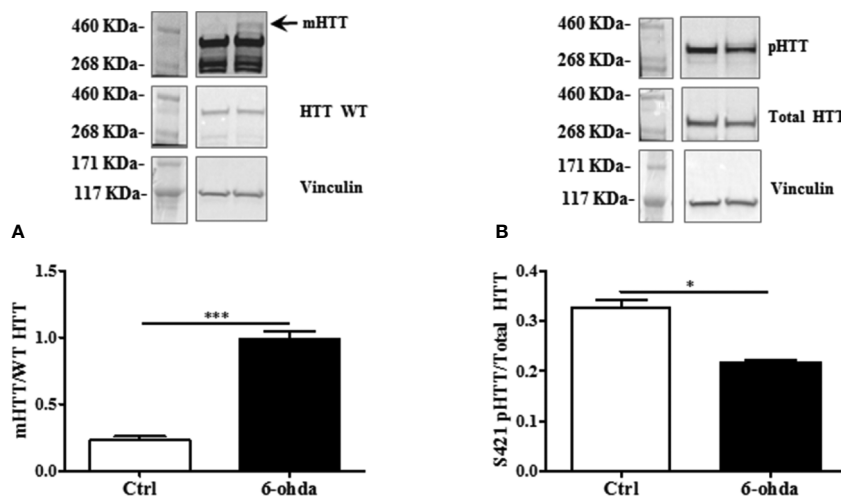 460 KDa-
mHTT
268 KDa-
460 KDa-
HTT WT
268 KDa-
171 KDa-
Vinculin
117 KDa-
A
1.5
1.0
0.5
0.0
mHTT/WT HTT
***
Ctrl
6-ohda
460 KDa-
pHTT
268 KDa-
460 KDa-
Total HTT
268 KDa-
171 KDa-
Vinculin
117 KDa-
B
0.4
0.3
0.2
0.1
0.0
S421 pHTT/Total HTT
*
Ctrl
6-ohda